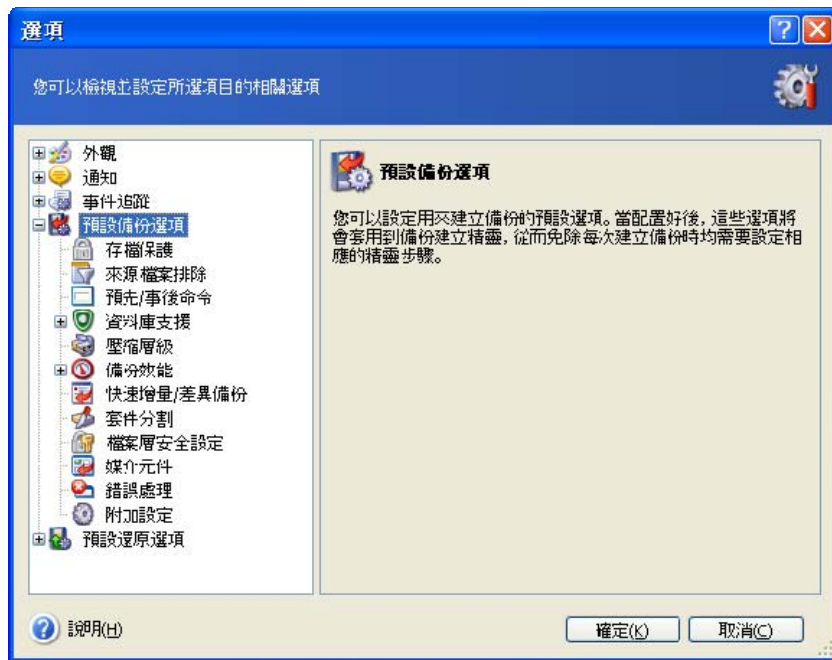 選項
您可以檢視並設定所選項目的相關選項
外觀
通知
事件追蹤
預設備份選項
存檔保護
來源檔案排除
預先/事後命令
資料庫支援
壓縮層級
備份效能
快速增量/差異備份
套件分割
檔案層安全設定
媒介元件
錯誤處理
附加設定
預設還原選項
預設備份選項
您可以設定用來建立備份的預設選項。當配置好後, 這些選項將
會套用到備份建立精靈, 從而免除每次建立備份時均需要設定相
應的精靈步驟。
說明(H)
確定(K)
取消(C)